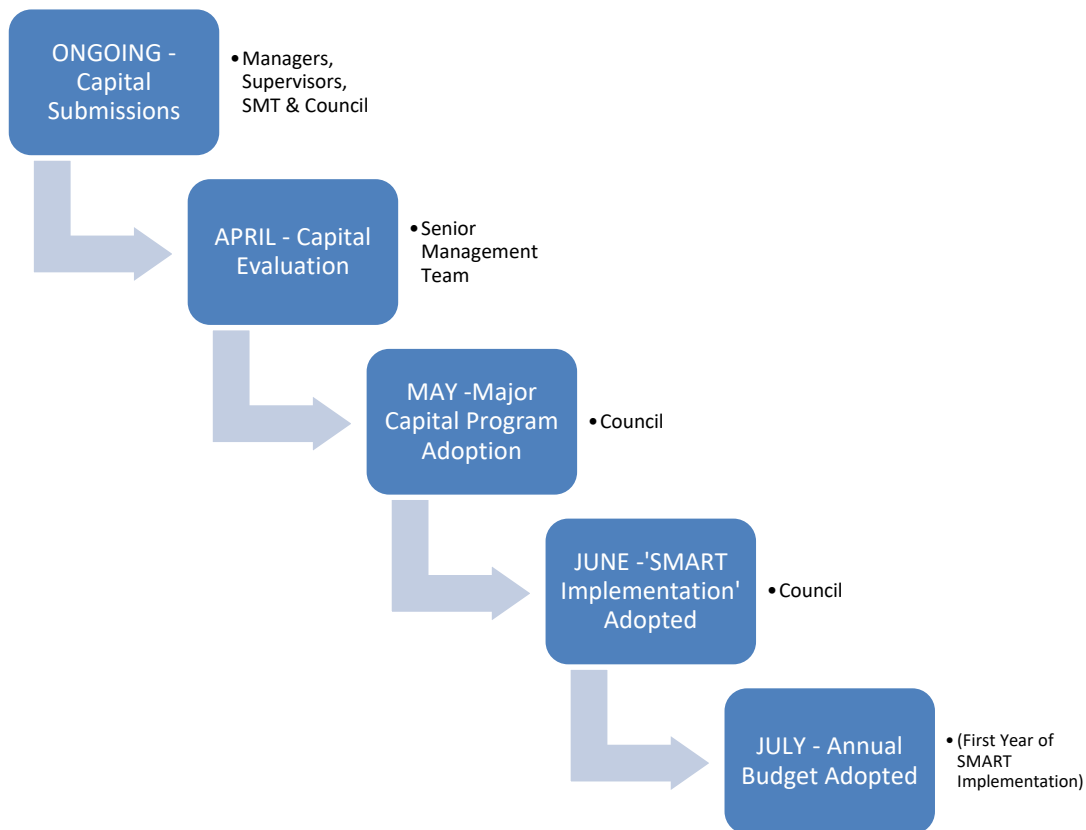 ONGOING -
Capital
Submissions
• Managers,
Supervisors,
SMT & Council
APRIL - Capital
Evaluation
• Senior
Management
Team
MAY -Major
Capital Program
Adoption
• Council
JUNE -'SMART
Implementation'
Adopted
• Council
JULY - Annual
Budget Adopted
• (First Year of
SMART
Implementation)